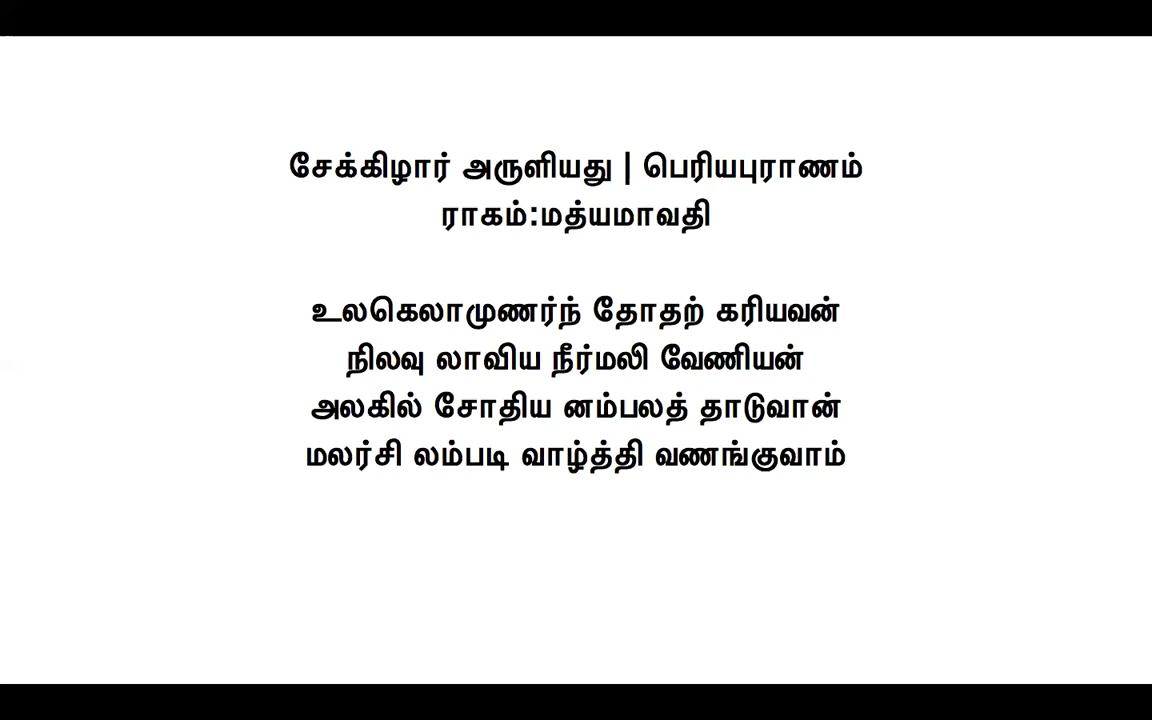 சேக்கிழார் அருளியது | பெரியபுராணம்
ராகம்:மத்யமாவதி
உலகெலாமுணர்ந் தோதற் கரியவன்
நிலவு லாவிய நீர்மலி வேணியன்
அலகில் சோதிய னம்பலத் தாடுவான்
மலர்சி லம்படி வாழ்த்தி வணங்குவாம்